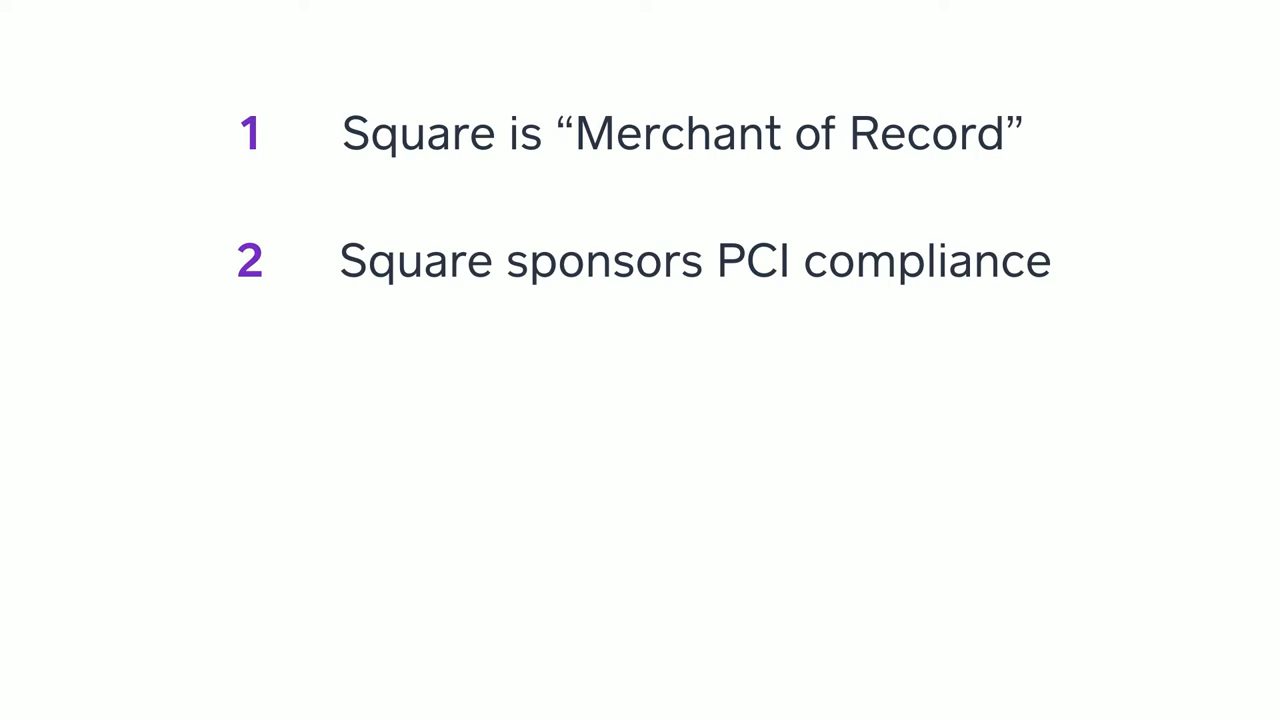 1 Square is “Merchant of Record”
2 Square sponsors PCI compliance